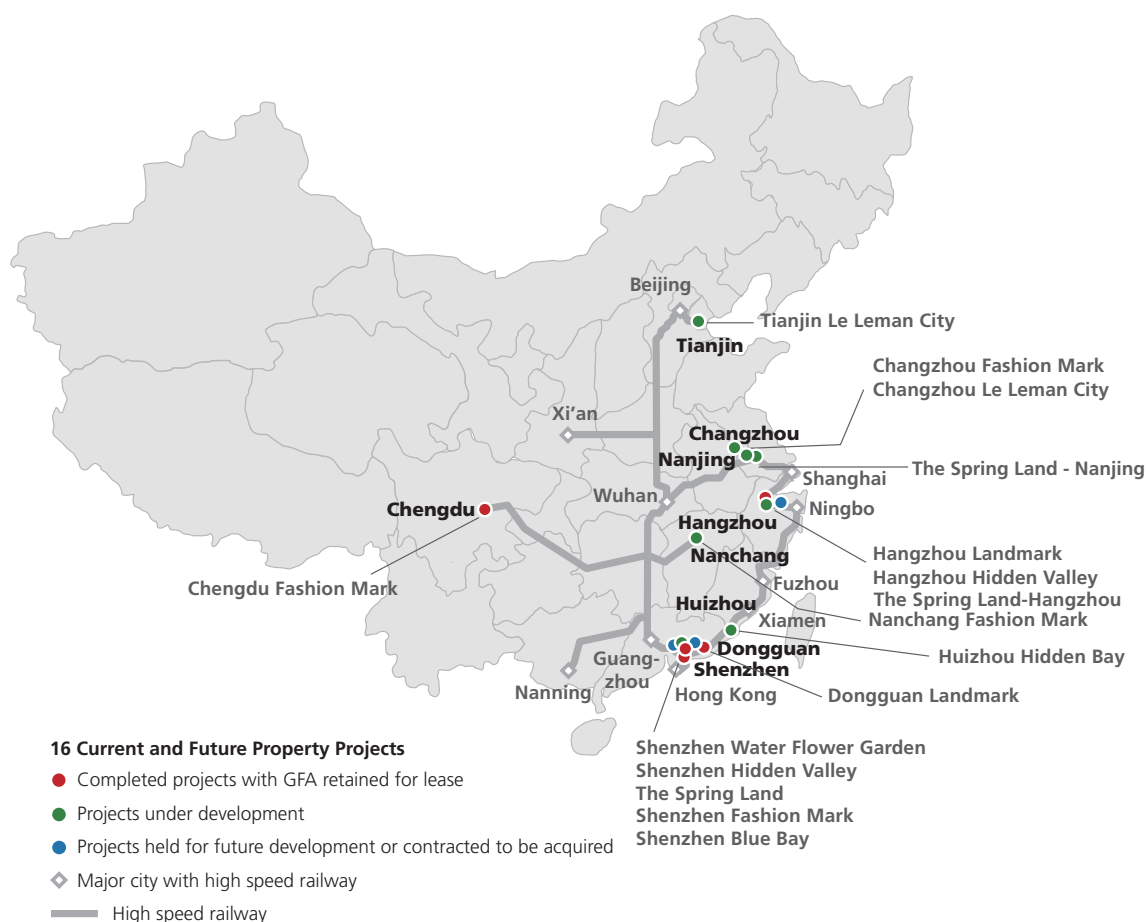 Beijing
Tianjin Le Leman City
Tianjin
Changzhou Fashion Mark
Changzhou Le Leman City
Xi'an
Changzhou
Nanjing
The Spring Land - Nanjing
Shanghai
Wuhan
Chengdu
Ningbo
Hangzhou
Hangzhou Landmark
Hangzhou Hidden Valley
The Spring Land-Hangzhou
Nanchang
Nanchang Fashion Mark
Chengdu Fashion Mark
Fuzhou
Huizhou
Xiamen
Huizhou Hidden Bay
Dongguan
Guang-
zhou
Shenzhen
Nanning
Hong Kong
Dongguan Landmark
Shenzhen Water Flower Garden
Shenzhen Hidden Valley
The Spring Land
Shenzhen Fashion Mark
Shenzhen Blue Bay
16 Current and Future Property Projects
Completed projects with GFA retained for lease
Projects under development
Projects held for future development or contracted to be acquired
Major city with high speed railway
High speed railway